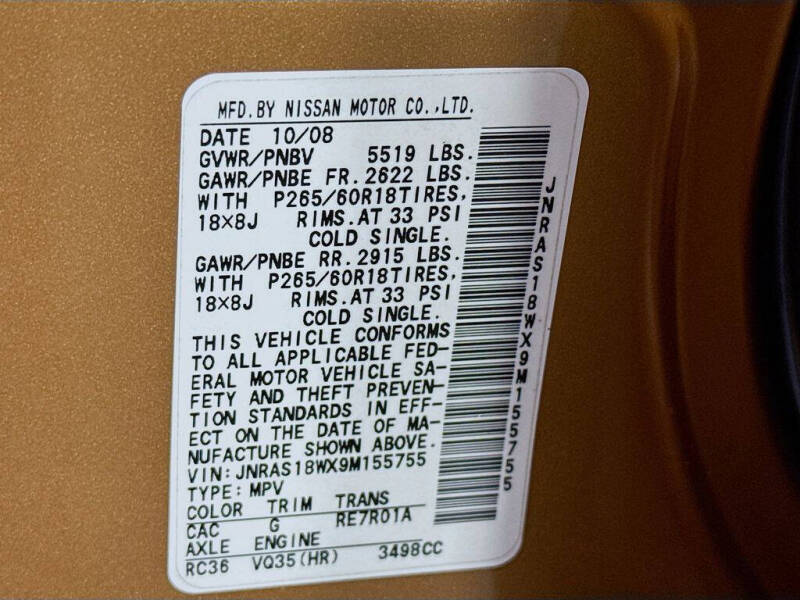 MFD.BY NISSAN MOTOR CO.,LTD.
DATE 10/08
GVWR/PNBV 5519 LBS.
GAWR/PNBE FR.2622 LBS.
WITH P265/60R18TIRES,
18×8J RIMS.AT 33 PSI
COLD SINGLE.
GAWR/PNBE RR.2915 LBS.
WITH P265/60R18TIRES,
18×8J RIMS.AT 33 PSI
COLD SINGLE.
THIS VEHICLE CONFORMS
TO ALL APPLICABLE FED-
ERAL MOTOR VEHICLE SA-
FETY AND THEFT PREVEN-
TION STANDARDS IN EFF-
ECT ON THE DATE OF MA-
NUFACTURE SHOWN ABOVE.
VIN:JNRAS18WX9M155755
TYPE:MPV
COLOR TRIM TRANS
CAC G RE7R01A
AXLE ENGINE
RC36 VQ35(HR) 3498CC
JNRAS18WX9M155755